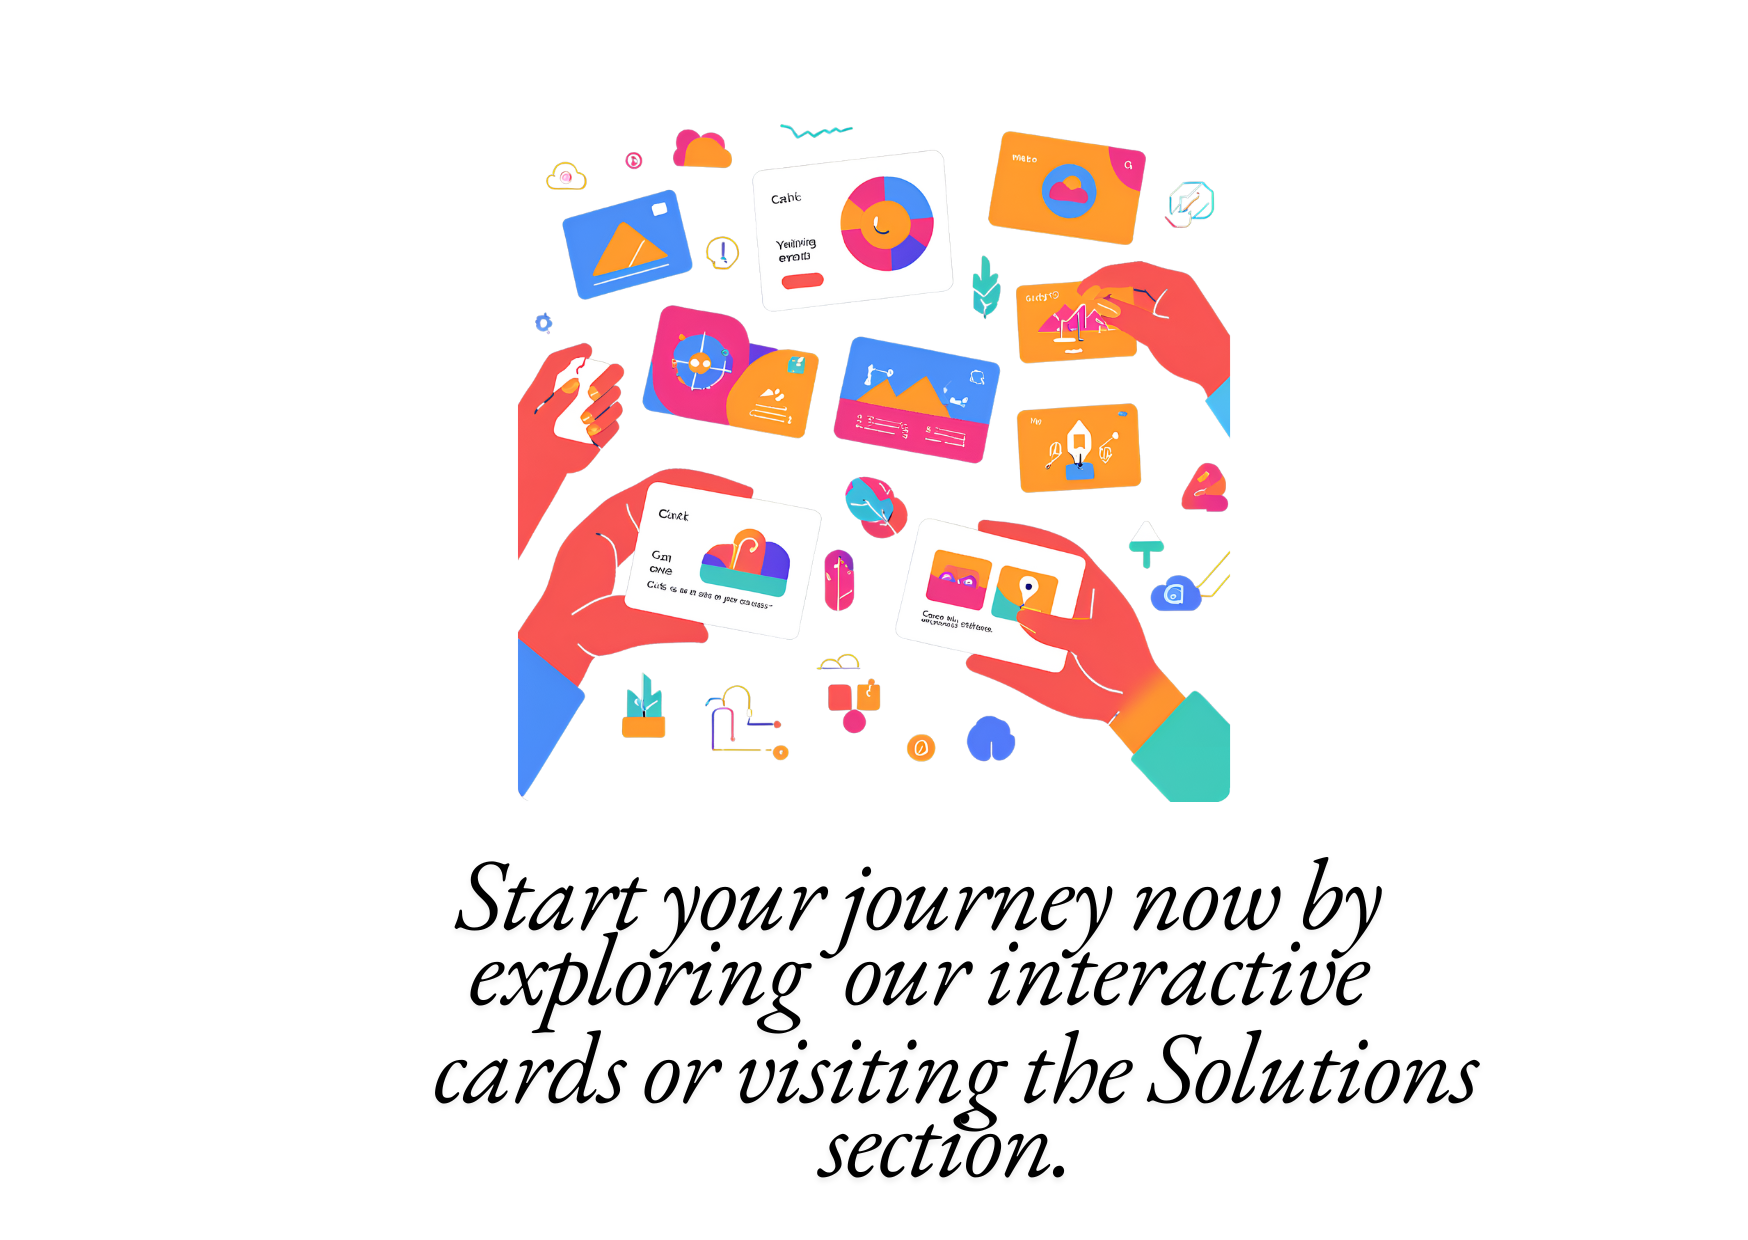 Start your journey now by
exploring our interactive
cards or visiting the Solutions
section.